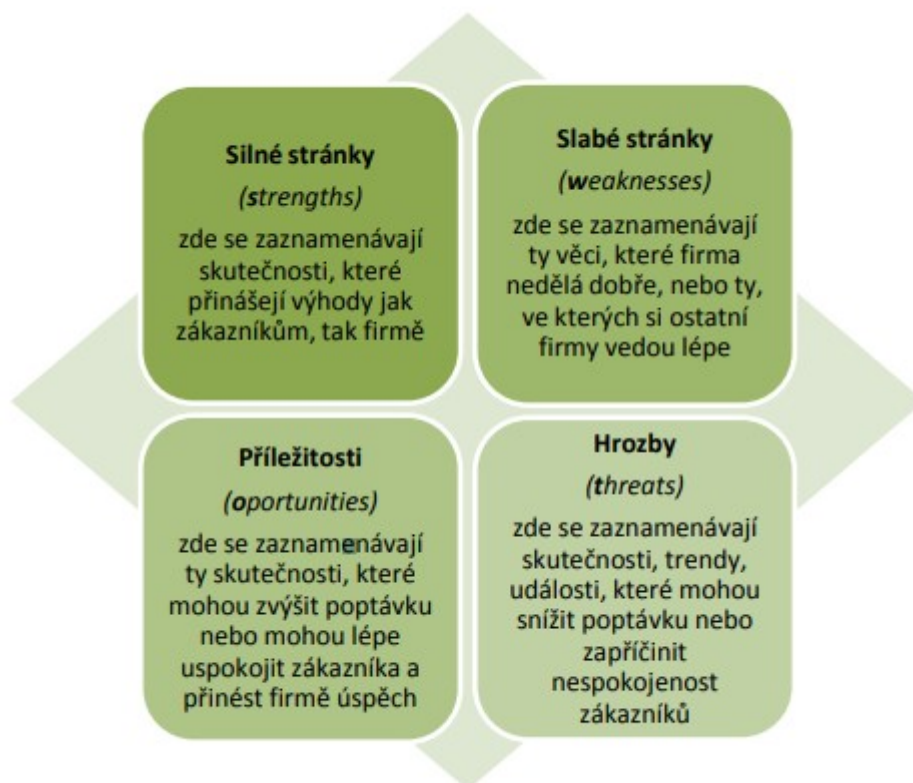 Silné stránky
(strengths)
zde se zaznamenávají
skutečnosti, které
přinášejí výhody jak
zákazníkům, tak firmě
Slabé stránky
(weaknesses)
zde se zaznamenávají
ty věci, které firma
nedělá dobře, nebo ty,
ve kterých si ostatní
firmy vedou lépe
Příležitosti
(oportunities)
zde se zaznamenávají
ty skutečnosti, které
mohou zvýšit poptávku
nebo mohou lépe
uspokojit zákazníka a
přinést firmě úspěch
Hrozby
(threats)
zde se zaznamenávají
skutečnosti, trendy,
události, které mohou
snížit poptávku nebo
zapříčinit
nespokojenost
zákazníků